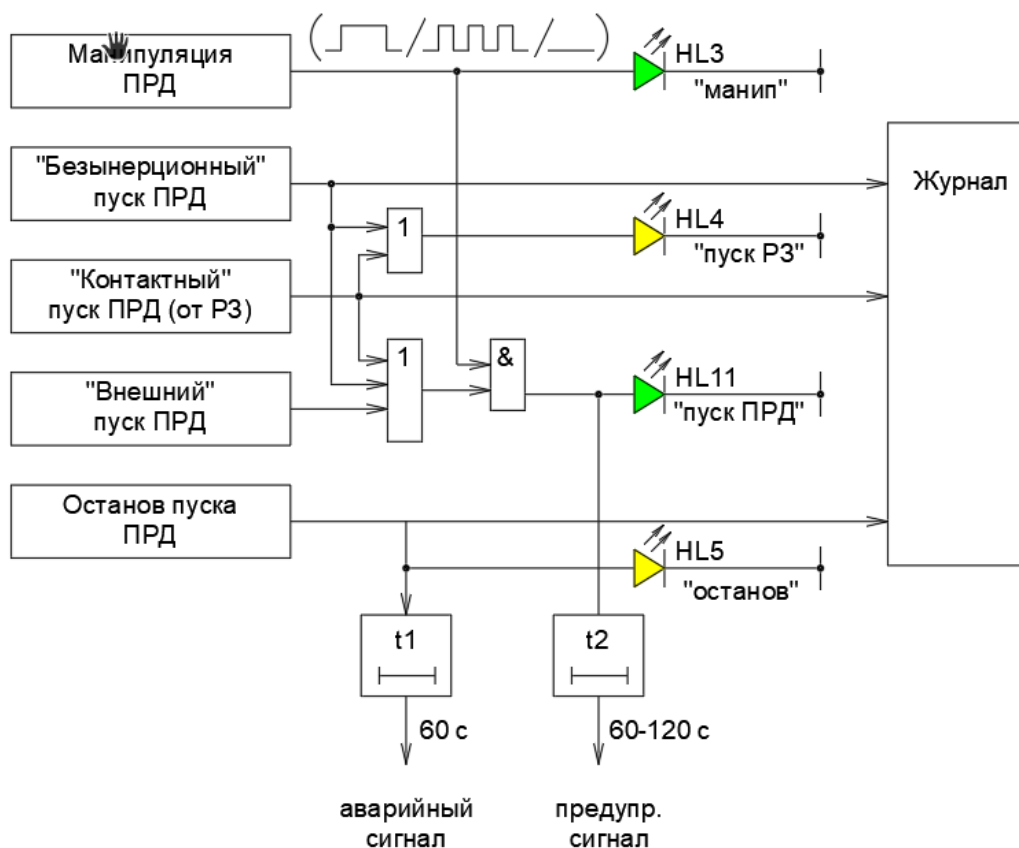 Манипуляция
ПРД
HL3
"манип"
"Безынерционный"
пуск ПРД
Журнал
1
HL4
"пуск РЗ"
"Контактный"
пуск ПРД (от РЗ)
1
&
HL11
"пуск ПРД"
"Внешний"
пуск ПРД
Останов пуска
ПРД
HL5
"останов"
t1
t2
60 с
60-120 с
аварийный
сигнал
предупр.
сигнал